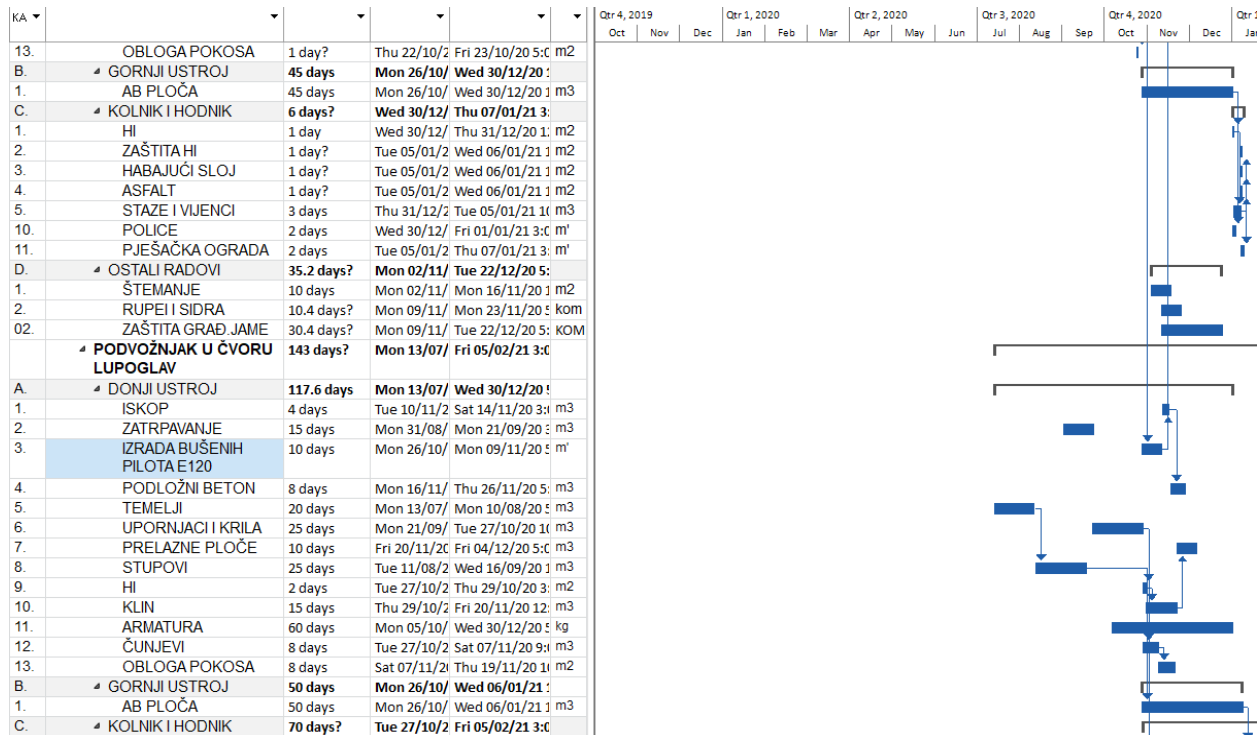 Qtr 4, 2019 Qtr 1, 2020 Qtr 2, 2020 Qtr 3, 2020 Qtr 4, 2020 Qtr 1
KA Oct Nov Dec Jan Feb Mar Apr May Jun Jul Aug Sep Oct Nov Dec Jan
13. OBLOGA POKOSA 1 day? Thu 22/10/2 Fri 23/10/20 5:0 m2
B. GORNJI USTROJ 45 days Mon 26/10/ Wed 30/12/20 1
1. AB PLOČA 45 days Mon 26/10/ Wed 30/12/20 1 m3
C. KOLNIK I HODNIK 6 days? Wed 30/12/ Thu 07/01/21 3:
1. HI 1 day Wed 30/12/ Thu 31/12/20 1: m2
2. ZAŠTITA HI 1 day? Tue 05/01/2 Wed 06/01/21 1 m2
3. HABAJUĆI SLOJ 1 day? Tue 05/01/2 Wed 06/01/21 1 m2
4. ASFALT 1 day? Tue 05/01/2 Wed 06/01/21 1 m2
5. STAZE I VIJENCI 3 days Thu 31/12/2 Tue 05/01/21 10 m3
10. POLICE 2 days Wed 30/12/ Fri 01/01/21 3:0 m'
11. PJEŠAČKA OGRADA 2 days Tue 05/01/2 Thu 07/01/21 3: m'
D. OSTALI RADOVI 35.2 days? Mon 02/11/ Tue 22/12/20 5:
1. ŠTEMANJE 10 days Mon 02/11/ Mon 16/11/20 1 m2
2. RUPE I SIDRA 10.4 days? Mon 09/11/ Mon 23/11/20 5 kom
02. ZAŠTITA GRAĐ.JAME 30.4 days? Mon 09/11/ Tue 22/12/20 5: KOM
PODVOŽNJAK U ČVORU 143 days? Mon 13/07/ Fri 05/02/21 3:0
LUPOGLAV
A. DONJI USTROJ 117.6 days Mon 13/07/ Wed 30/12/20 5
1. ISKOP 4 days Tue 10/11/2 Sat 14/11/20 3:0 m3
2. ZATRPAVANJE 15 days Mon 31/08/ Mon 21/09/20 3 m3
3. IZRADA BUŠENIH 10 days Mon 26/10/ Mon 09/11/20 5 m'
PILOTA E120
4. PODLOŽNI BETON 8 days Mon 16/11/ Thu 26/11/20 5: m3
5. TEMELJI 20 days Mon 13/07/ Mon 10/08/20 5 m3
6. UPORNJACI I KRILA 25 days Mon 21/09/ Tue 27/10/20 10 m3
7. PRELAZNE PLOČE 10 days Fri 20/11/20 Fri 04/12/20 5:0 m3
8. STUPOVI 25 days Tue 11/08/2 Wed 16/09/20 1 m3
9. HI 2 days Tue 27/10/2 Thu 29/10/20 3: m2
10. KLIN 15 days Thu 29/10/2 Fri 20/11/20 12: m3
11. ARMATURA 60 days Mon 05/10/ Wed 30/12/20 5 kg
12. ČUNJEVI 8 days Tue 27/10/2 Sat 07/11/20 9:0 m3
13. OBLOGA POKOSA 8 days Sat 07/11/20 Thu 19/11/20 10 m2
B. GORNJI USTROJ 50 days Mon 26/10/ Wed 06/01/21 1
1. AB PLOČA 50 days Mon 26/10/ Wed 06/01/21 1 m3
C. KOLNIK I HODNIK 70 days? Tue 27/10/2 Fri 05/02/21 3:0